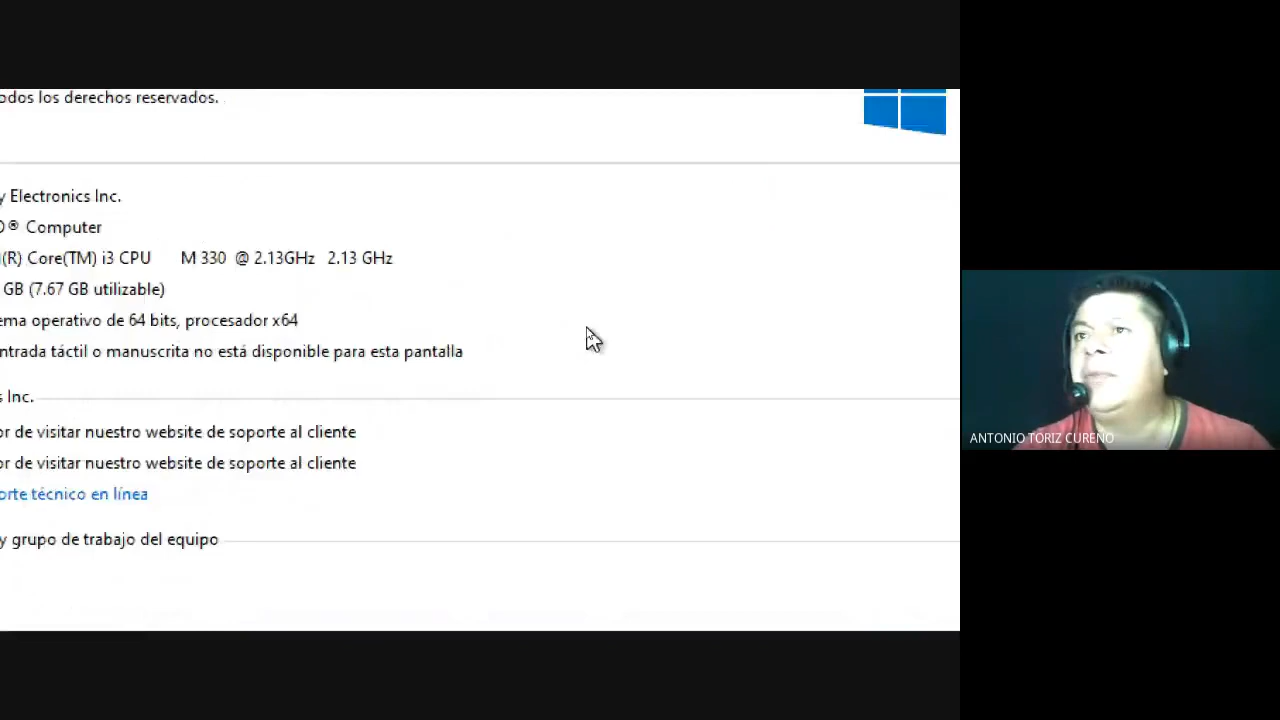 odos los derechos reservados.
y Electronics Inc.
O® Computer
(R) Core(TM) i3 CPU M 330 @ 2.13GHz 2.13 GHz
GB (7.67 GB utilizable)
ema operativo de 64 bits, procesador x64
ntrada táctil o manuscrita no está disponible para esta pantalla
s Inc.
or de visitar nuestro website de soporte al cliente
or de visitar nuestro website de soporte al cliente
orte técnico en línea
y grupo de trabajo del equipo
ANTONIO TORIZ CUREÑO